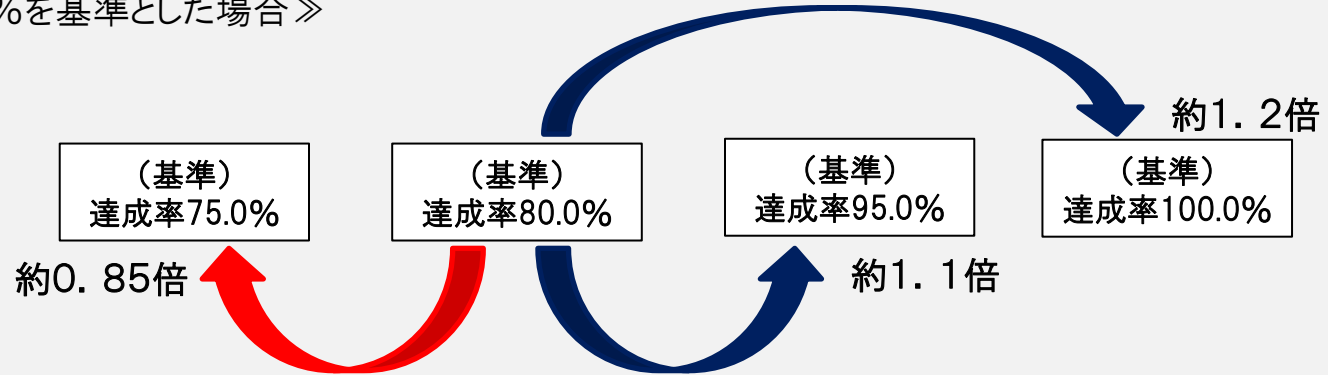 %を基準とした場合≫
約1．2倍
（基準）
達成率75.0%
（基準）
達成率80.0%
（基準）
達成率95.0%
（基準）
達成率100.0%
約0．85倍
約1．1倍